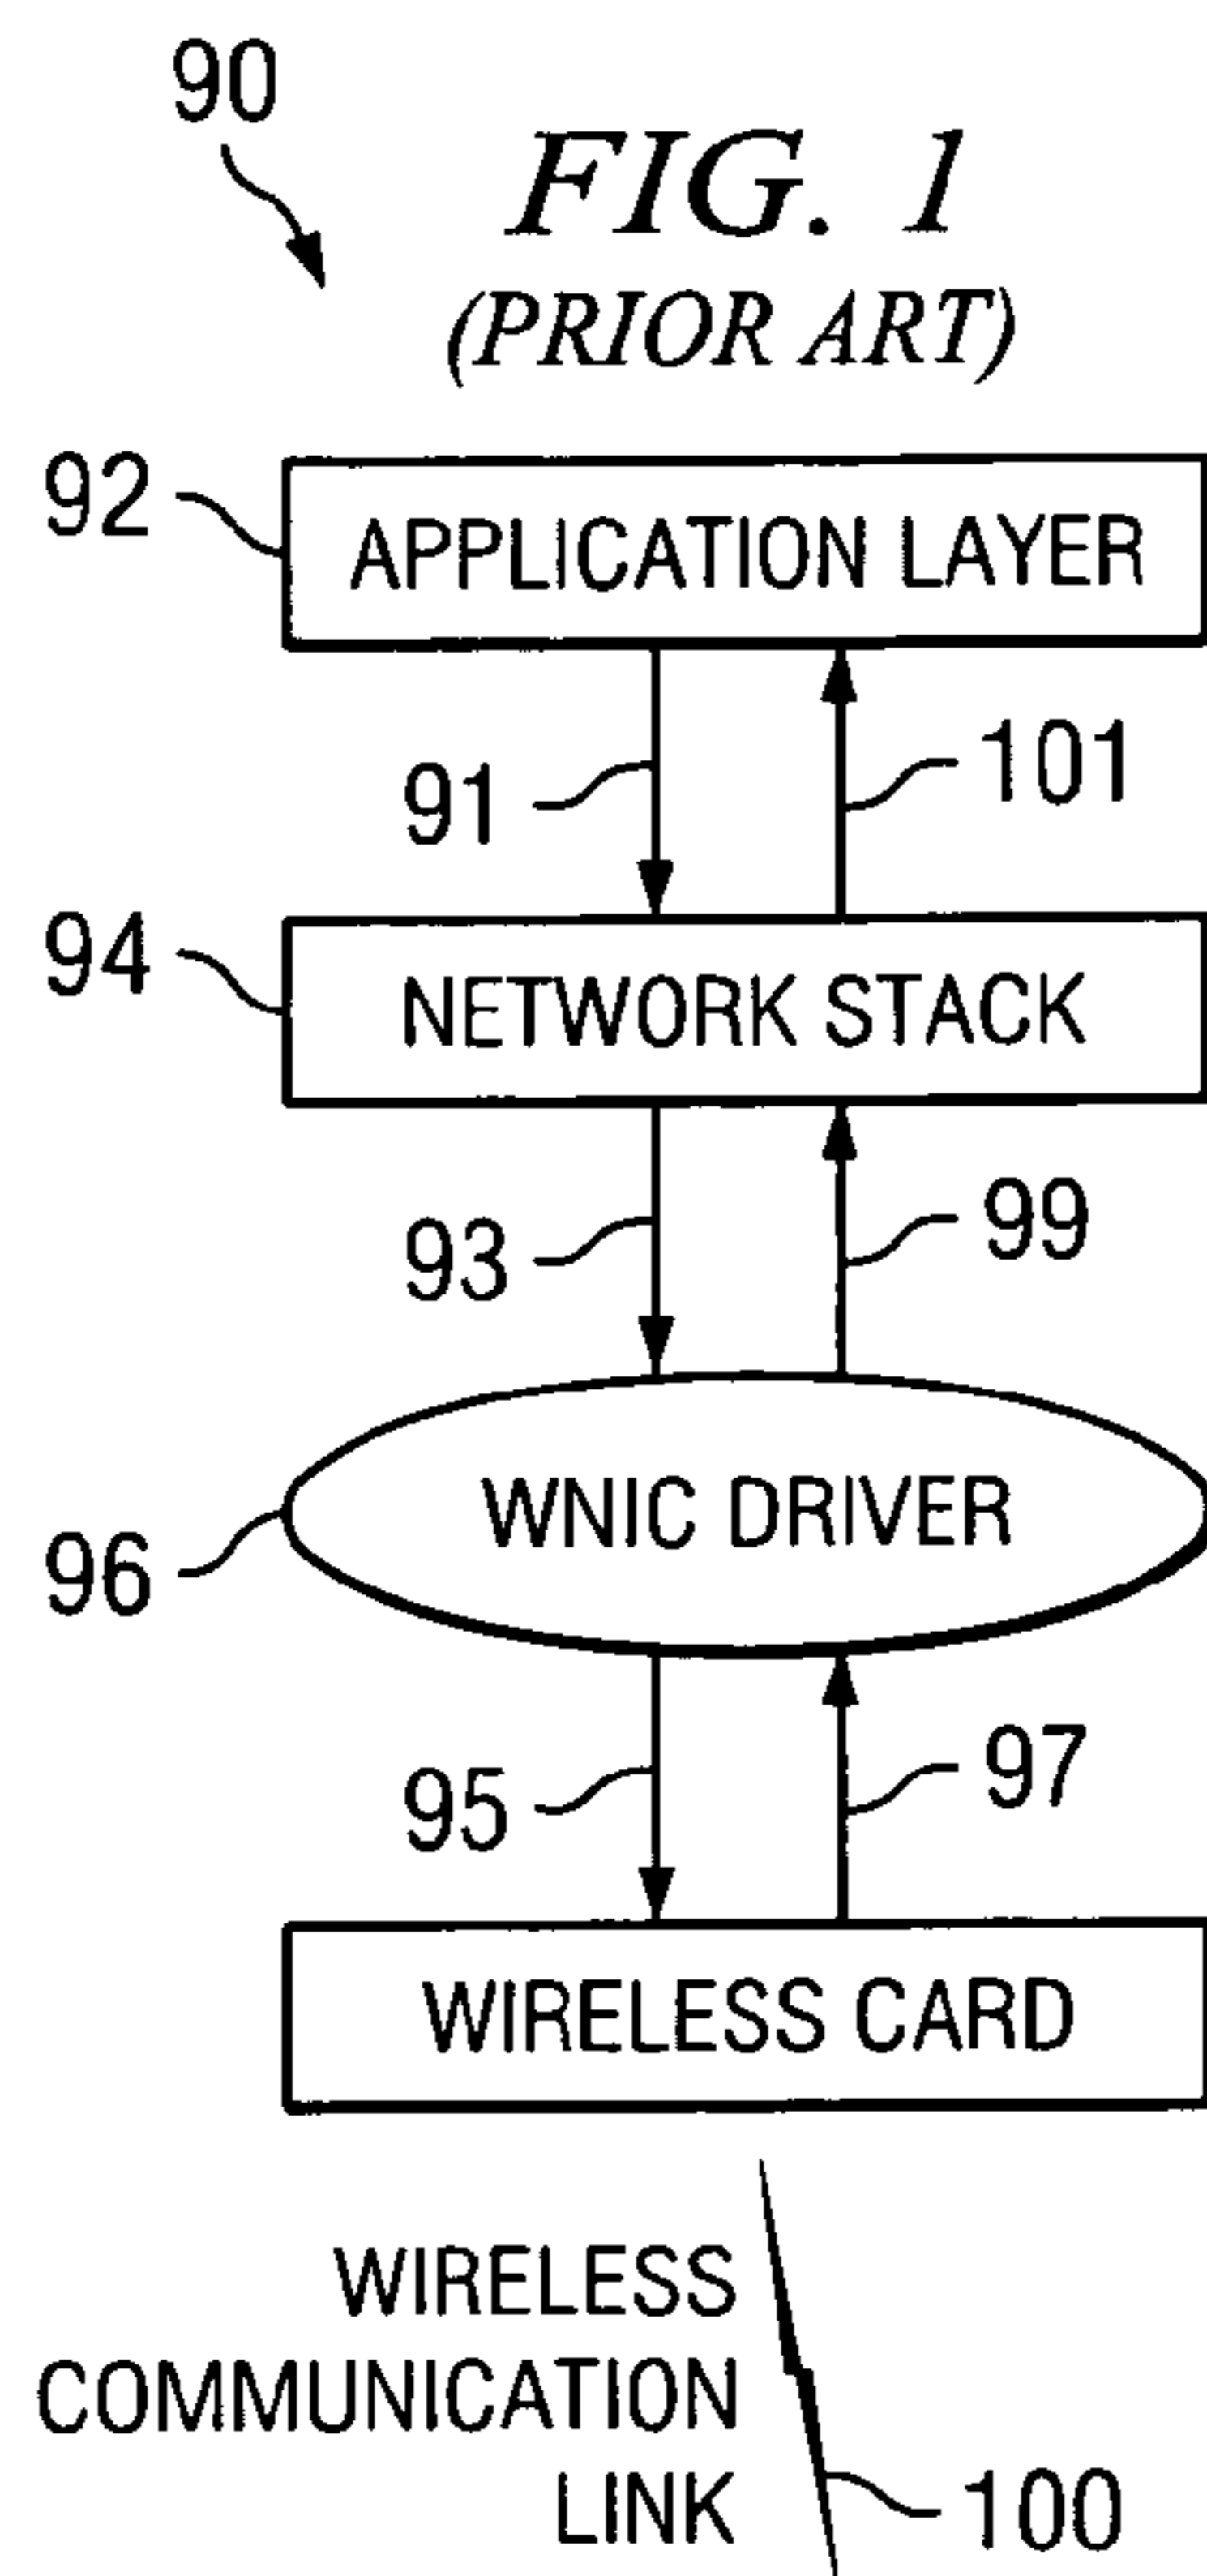 90
FIG. 1
(PRIOR ART)
92
APPLICATION LAYER
91
101
94
NETWORK STACK
93
99
WNIC DRIVER
96
95
97
WIRELESS CARD
WIRELESS
COMMUNICATION
LINK
100